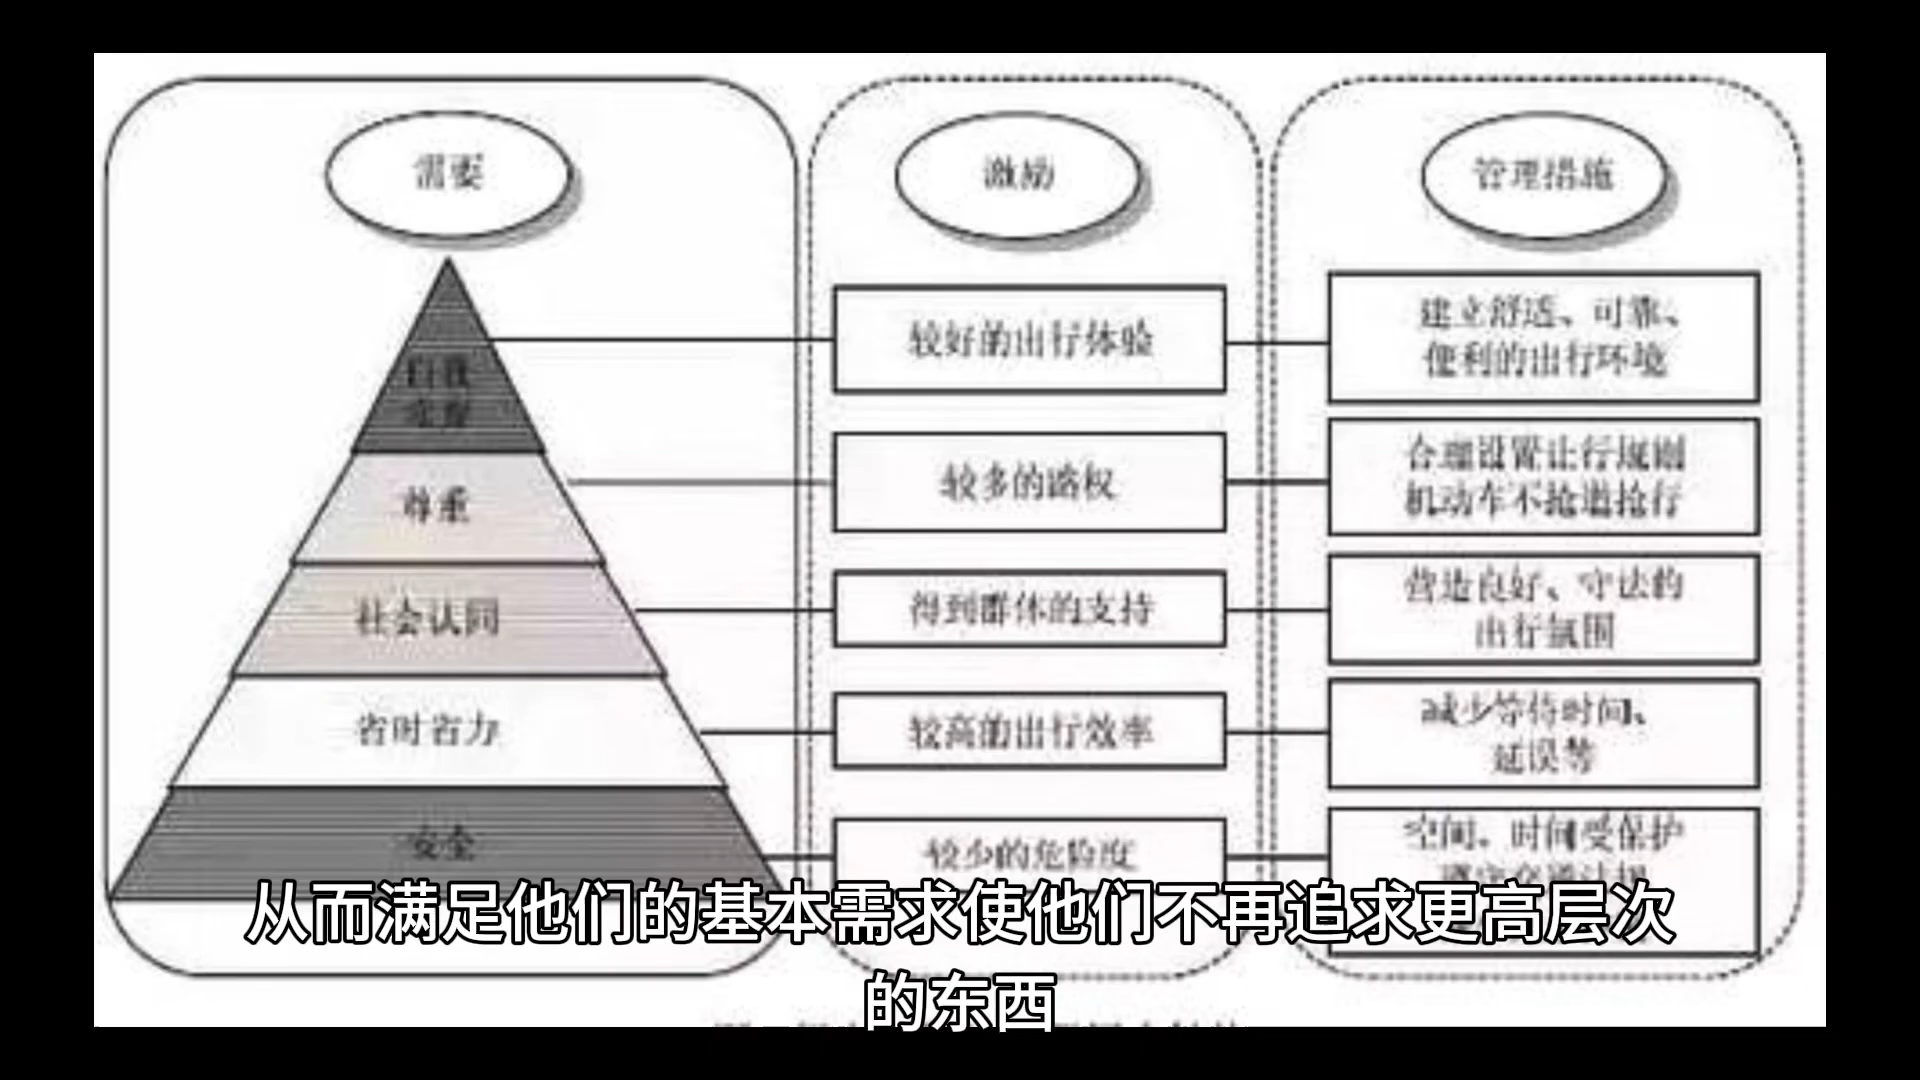 需要
激励
管理措施
自我
实现
尊重
社会认同
省时省力
安全
较好的出行体验
较多的路权
得到群体的支持
较高的出行效率
较少的危险度
建立舒适、可靠、
便利的出行环境
合理设置让行规则
机动车不抢道抢行
营造良好、守法的
出行氛围
减少等待时间、
延误等
空间、时间受保护
遵守交通法规
从而满足他们的基本需求使他们不再追求更高层次
的东西